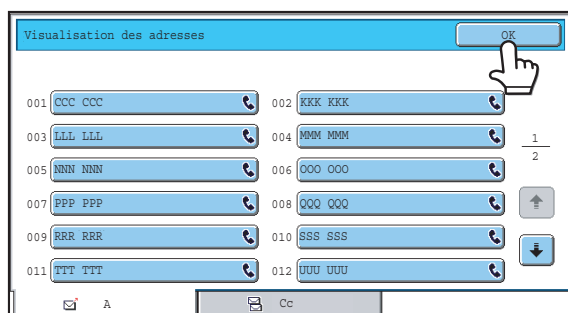 Visualisation des adresses OK
001 CCC CCC 002 KKK KKK
003 LLL LLL 004 MMM MMM
1
005 NNN NNN 006 OOO OOO
2
007 PPP PPP 008 QQQ QQQ
009 RRR RRR 010 SSS SSS
011 TTT TTT 012 UUU UUU
A Cc